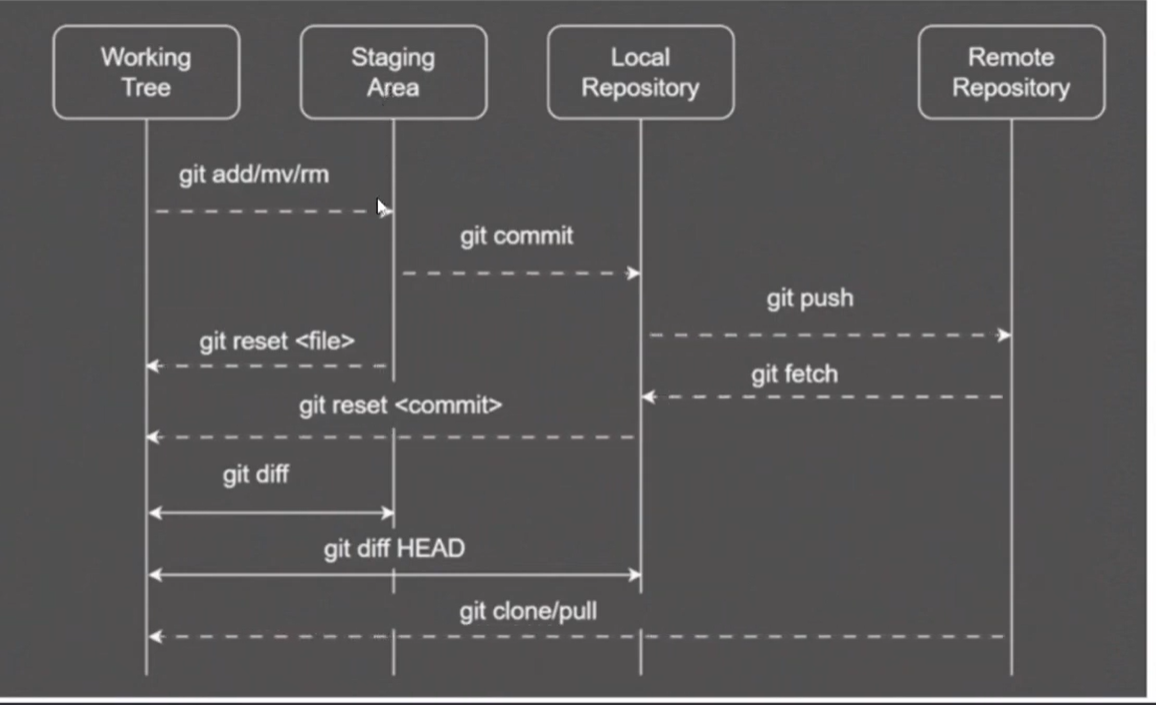 Working
Tree
Staging
Area
Local
Repository
Remote
Repository
git add/mv/rm
git commit
git push
git reset <file>
git fetch
git reset <commit>
git diff
git diff HEAD
git clone/pull